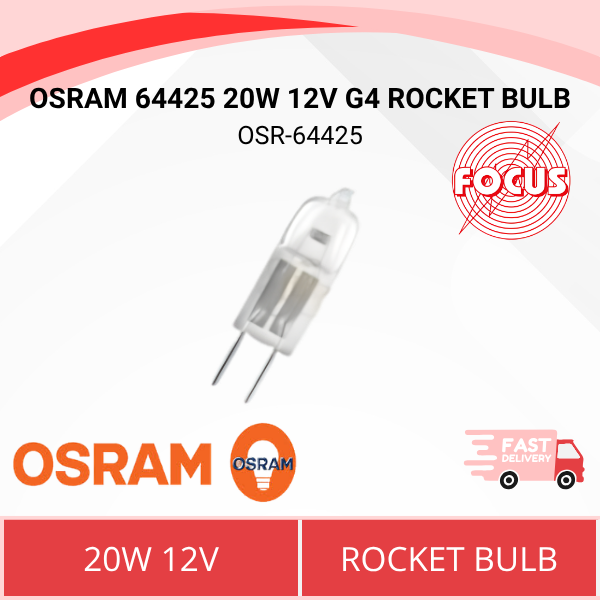 OSRAM 64425 20W 12V G4 ROCKET BULB
OSR-64425
FOCUS
OSRAM
OSRAM
FAST
DELIVERY
20W 12V
ROCKET BULB